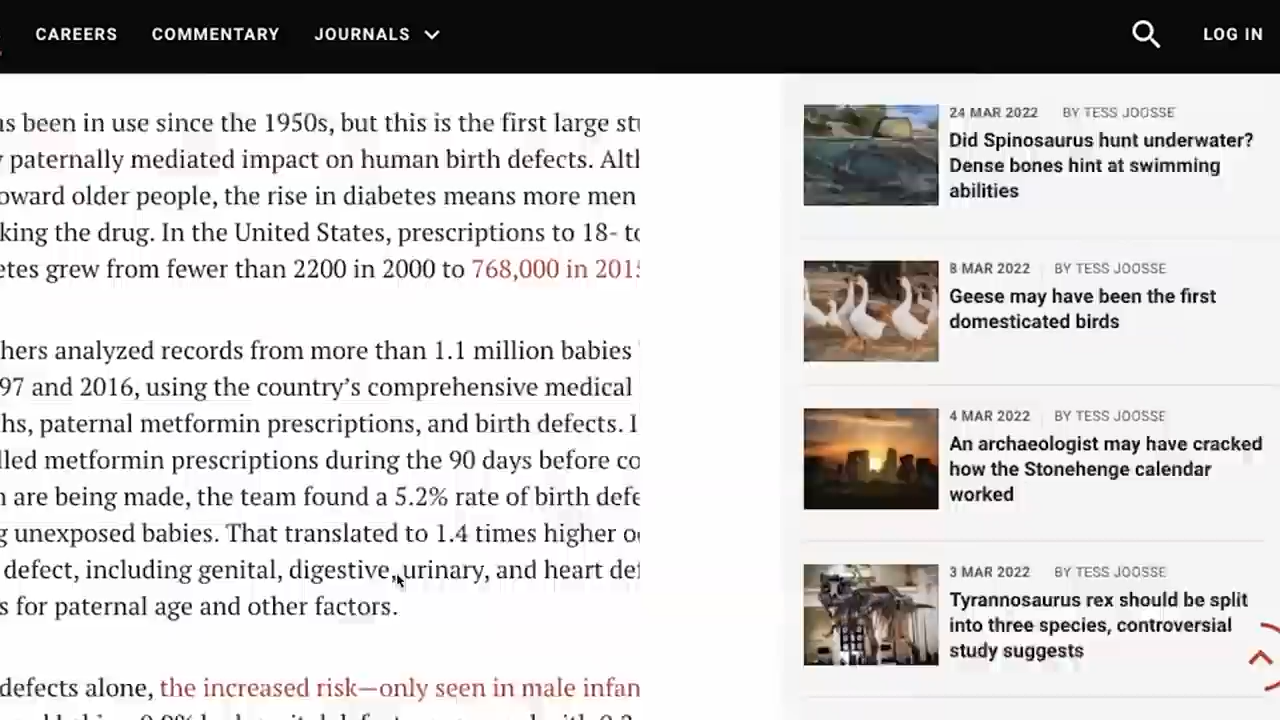 CAREERS COMMENTARY JOURNALS LOG IN
as been in use since the 1950s, but this is the first large
paternally mediated impact on human birth defects.
oward older people, the rise in diabetes means more men
king the drug. In the United States, prescriptions to 18-
etes grew from fewer than 2200 in 2000 to 768,000 in 2015
hers analyzed records from more than 1.1 million babies
97 and 2016, using the country’s comprehensive medical
hs, paternal metformin prescriptions, and birth defects. I
lled metformin prescriptions during the 90 days before co
n are being made, the team found a 5.2% rate of birth defe
g unexposed babies. That translated to 1.4 times higher
defect, including genital, digestive, urinary, and heart def
s for paternal age and other factors.
defects alone, the increased risk—only seen in male infan
24 MAR 2022 BY TESS JOOSSE
Did Spinosaurus hunt underwater?
Dense bones hint at swimming
abilities
8 MAR 2022 BY TESS JOOSSE
Geese may have been the first
domesticated birds
4 MAR 2022 BY TESS JOOSSE
An archaeologist may have cracked
how the Stonehenge calendar
worked
3 MAR 2022 BY TESS JOOSSE
Tyrannosaurus rex should be split
into three species, controversial
study suggests